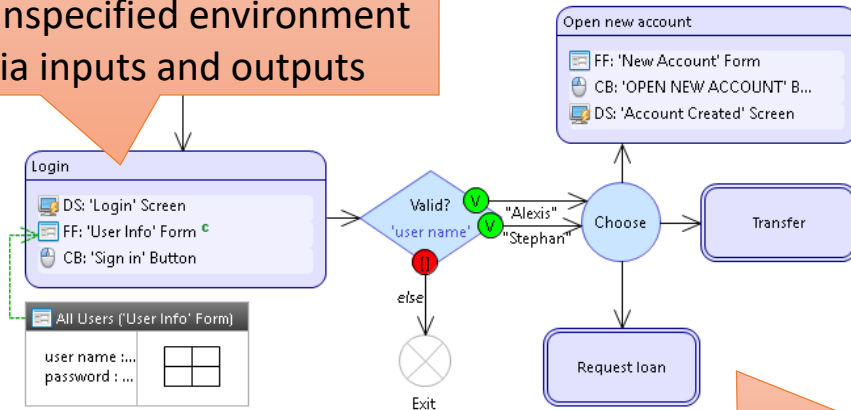 nspecified environment
ia inputs and outputs
Open new account
FF: 'New Account' Form
CB: 'OPEN NEW ACCOUNT' B...
DS: 'Account Created' Screen
Login
DS: 'Login' Screen
FF: 'User Info' Form c
CB: 'Sign in' Button
Valid?
'user name'
V
"Alexis"
V
"Stephan"
[]
else
Exit
Choose
Transfer
Request loan
All Users ('User Info' Form)
user name :...
password : ...